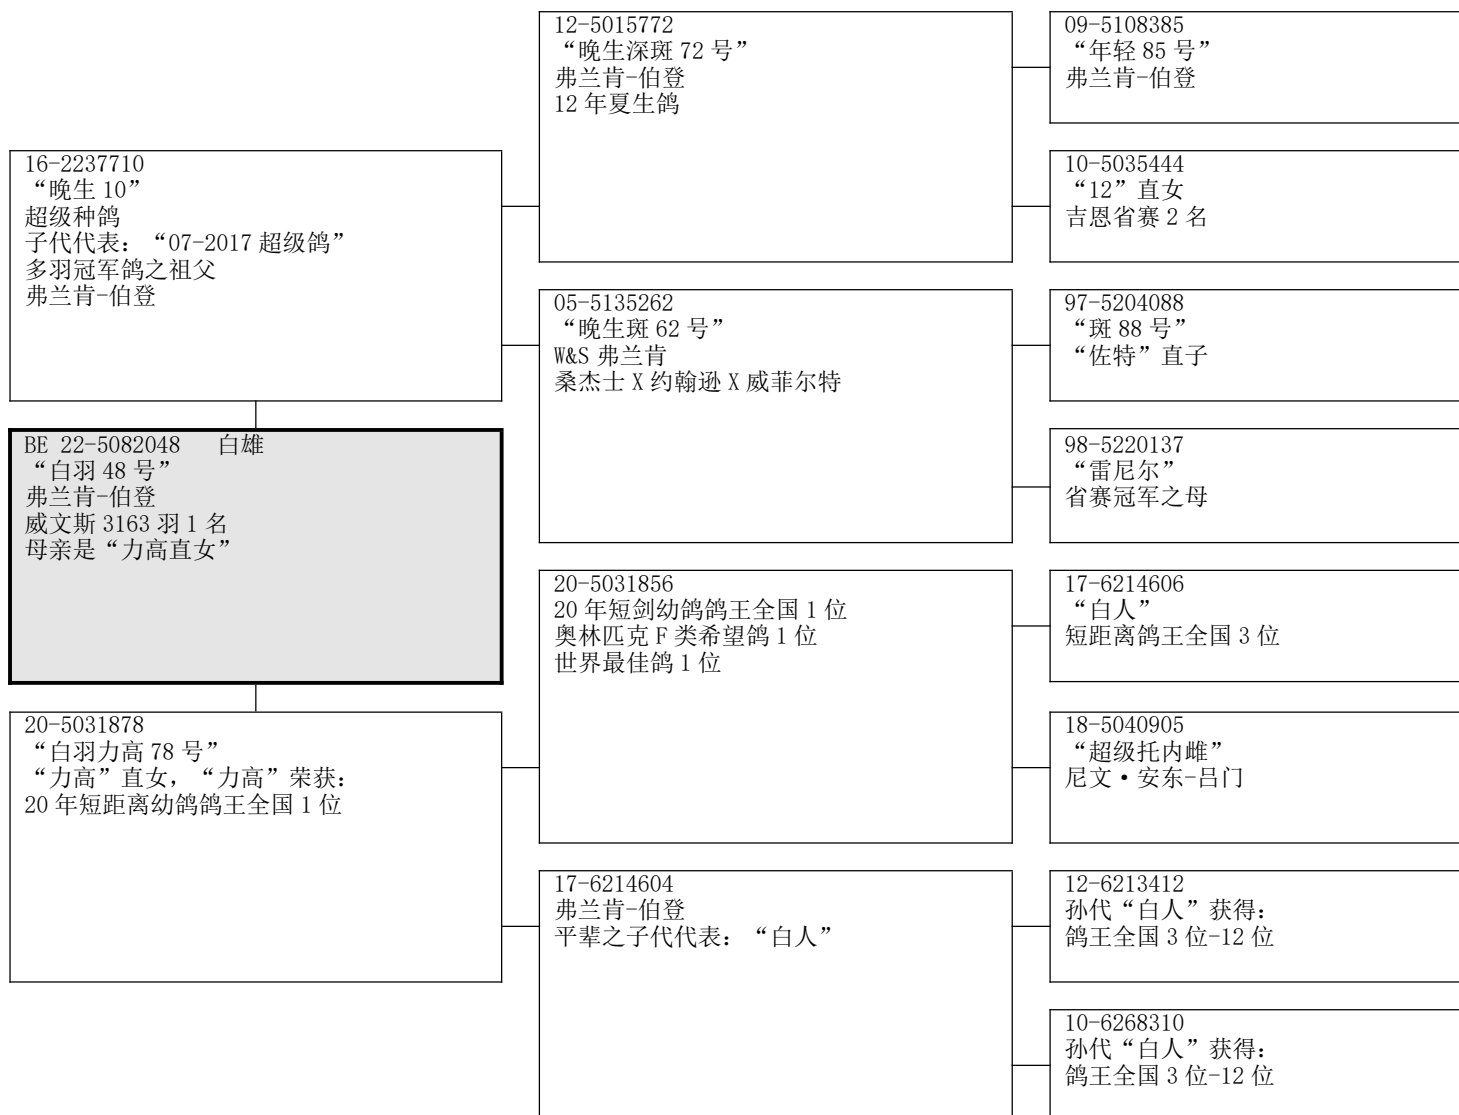 12-5015772
“晚生深斑 72 号”
弗兰肯-伯登
12 年夏生鸽
09-5108385
“年轻 85 号”
弗兰肯-伯登
16-2237710
“晚生 10”
超级种鸽
子代代表：“07-2017 超级鸽”
多羽冠军鸽之祖父
弗兰肯-伯登
10-5035444
“12”直女
吉恩省赛 2 名
05-5135262
“晚生斑 62 号”
W&S 弗兰肯
桑杰士 X 约翰逊 X 威菲尔特
97-5204088
“斑 88 号”
“佐特”直子
BE 22-5082048 白雄
“白羽 48 号”
弗兰肯-伯登
威文斯 3163 羽 1 名
母亲是“力高直女”
98-5220137
“雷尼尔”
省赛冠军之母
20-5031856
20 年短剑幼鸽鸽王全国 1 位
奥林匹克 F 类希望鸽 1 位
世界最佳鸽 1 位
17-6214606
“白人”
短距离鸽王全国 3 位
20-5031878
“白羽力高 78 号”
“力高”直女，“力高”荣获：
20 年短距离幼鸽鸽王全国 1 位
18-5040905
“超级托内雌”
尼文·安东-吕门
17-6214604
弗兰肯-伯登
平辈之子代代表：“白人”
12-6213412
孙代“白人”获得：
鸽王全国 3 位-12 位
10-6268310
孙代“白人”获得：
鸽王全国 3 位-12 位